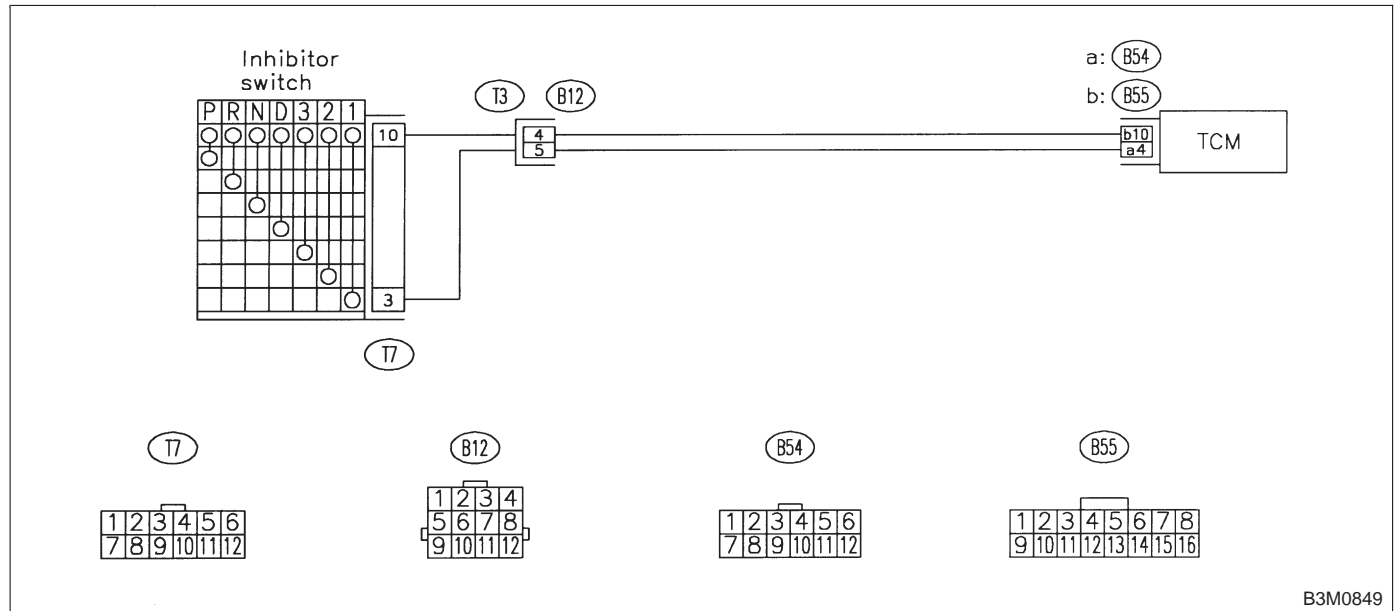 Inhibitor
switch
P R N D 3 2 1
10
3
T7
T3 B12
4
5
a: B54
b: B55
b10
a4
TCM
T7
1 2 3 4 5 6
7 8 9 10 11 12
B12
1 2 3 4
5 6 7 8
9 10 11 12
B54
1 2 3 4 5 6
7 8 9 10 11 12
B55
1 2 3 4 5 6 7 8
9 10 11 12 13 14 15 16
B3M0849